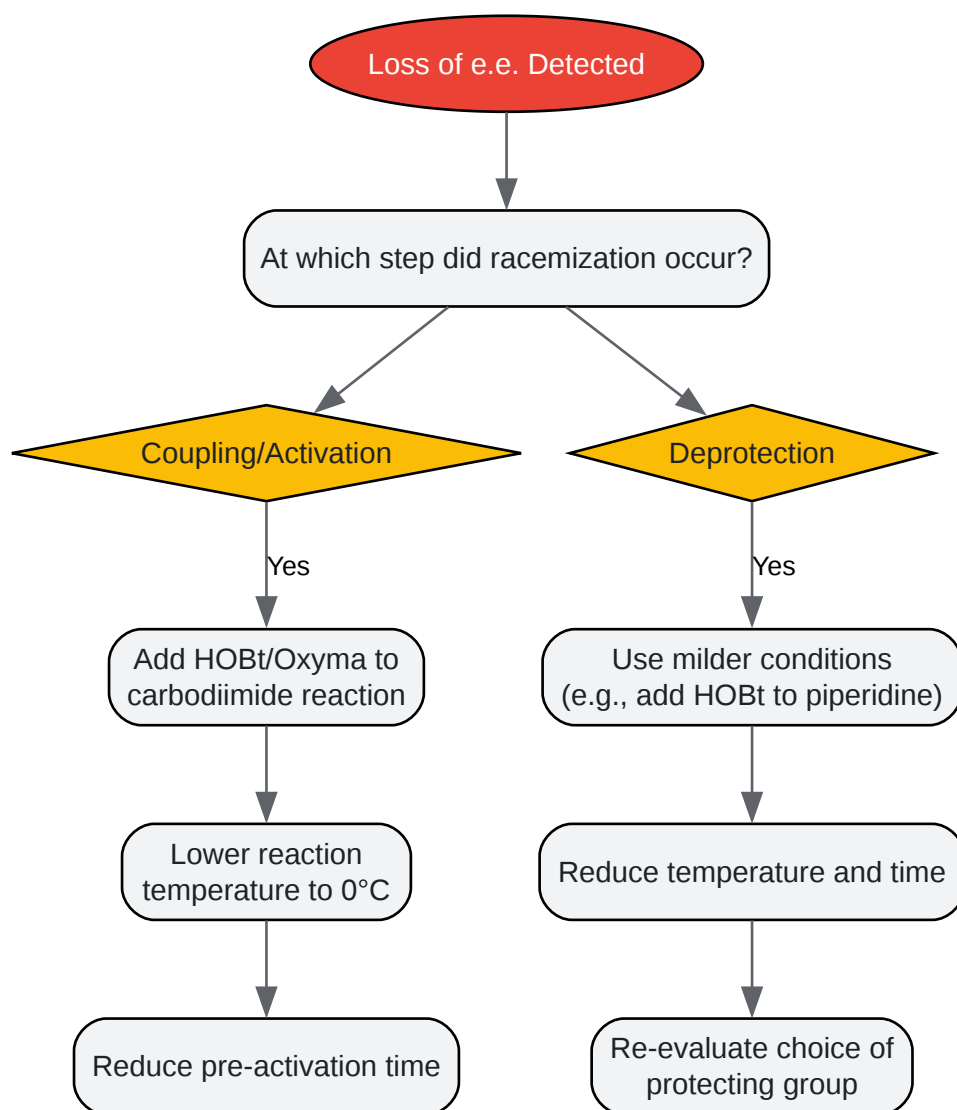 Loss of e.e. Detected
At which step did racemization occur?
Coupling/Activation
Deprotection
Yes
Yes
Add HOBt/Oxyma to
carbodiimide reaction
Use milder conditions
(e.g., add HOBt to piperidine)
Lower reaction
temperature to 0°C
Reduce temperature and time
Reduce pre-activation time
Re-evaluate choice of
protecting group